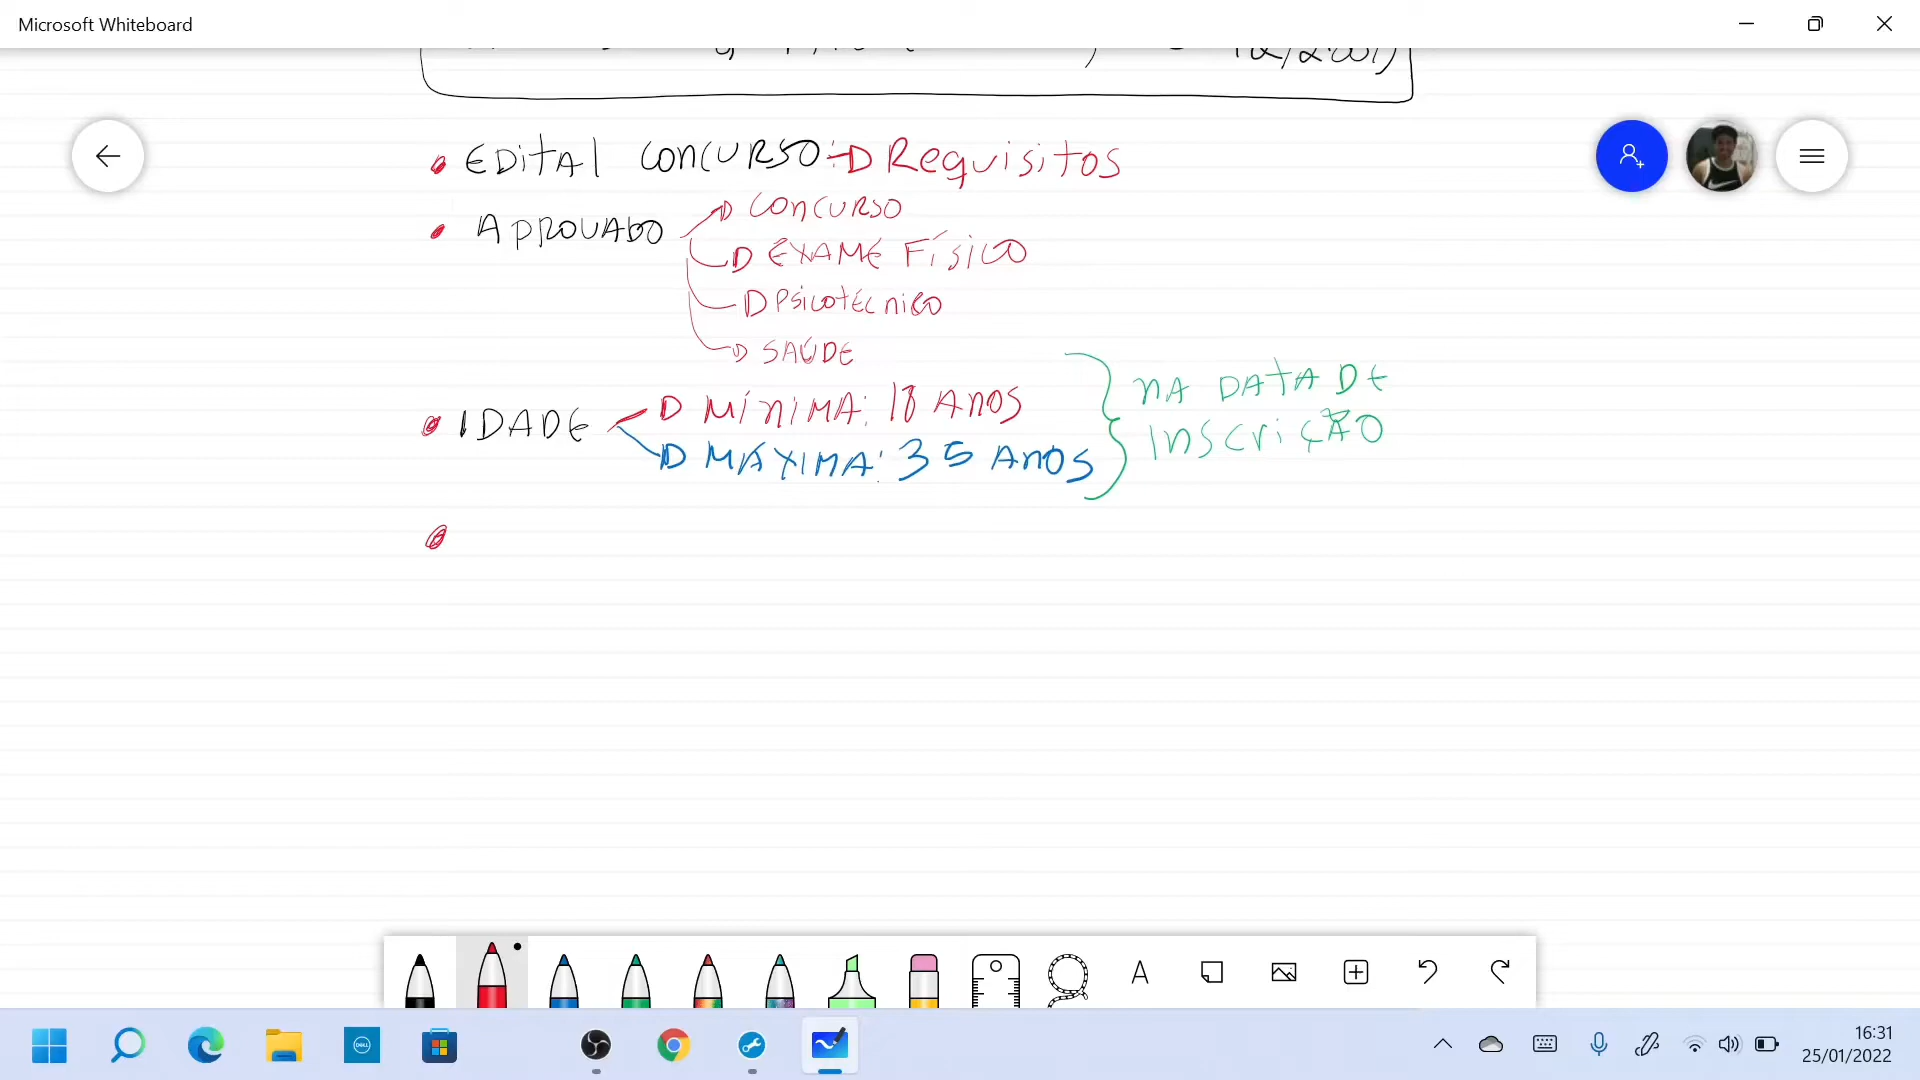 Microsoft Whiteboard
EDITAL CONCURSO: Requisitos
APROVADO
CONCURSO
EXAME FÍSICO
PSICOTÉCNICO
SAÚDE
IDADE
MÍNIMA: 18 ANOS
MÁXIMA: 35 ANOS
NA DATA DE
INSCRIÇÃO
DELL
16:31
25/01/2022